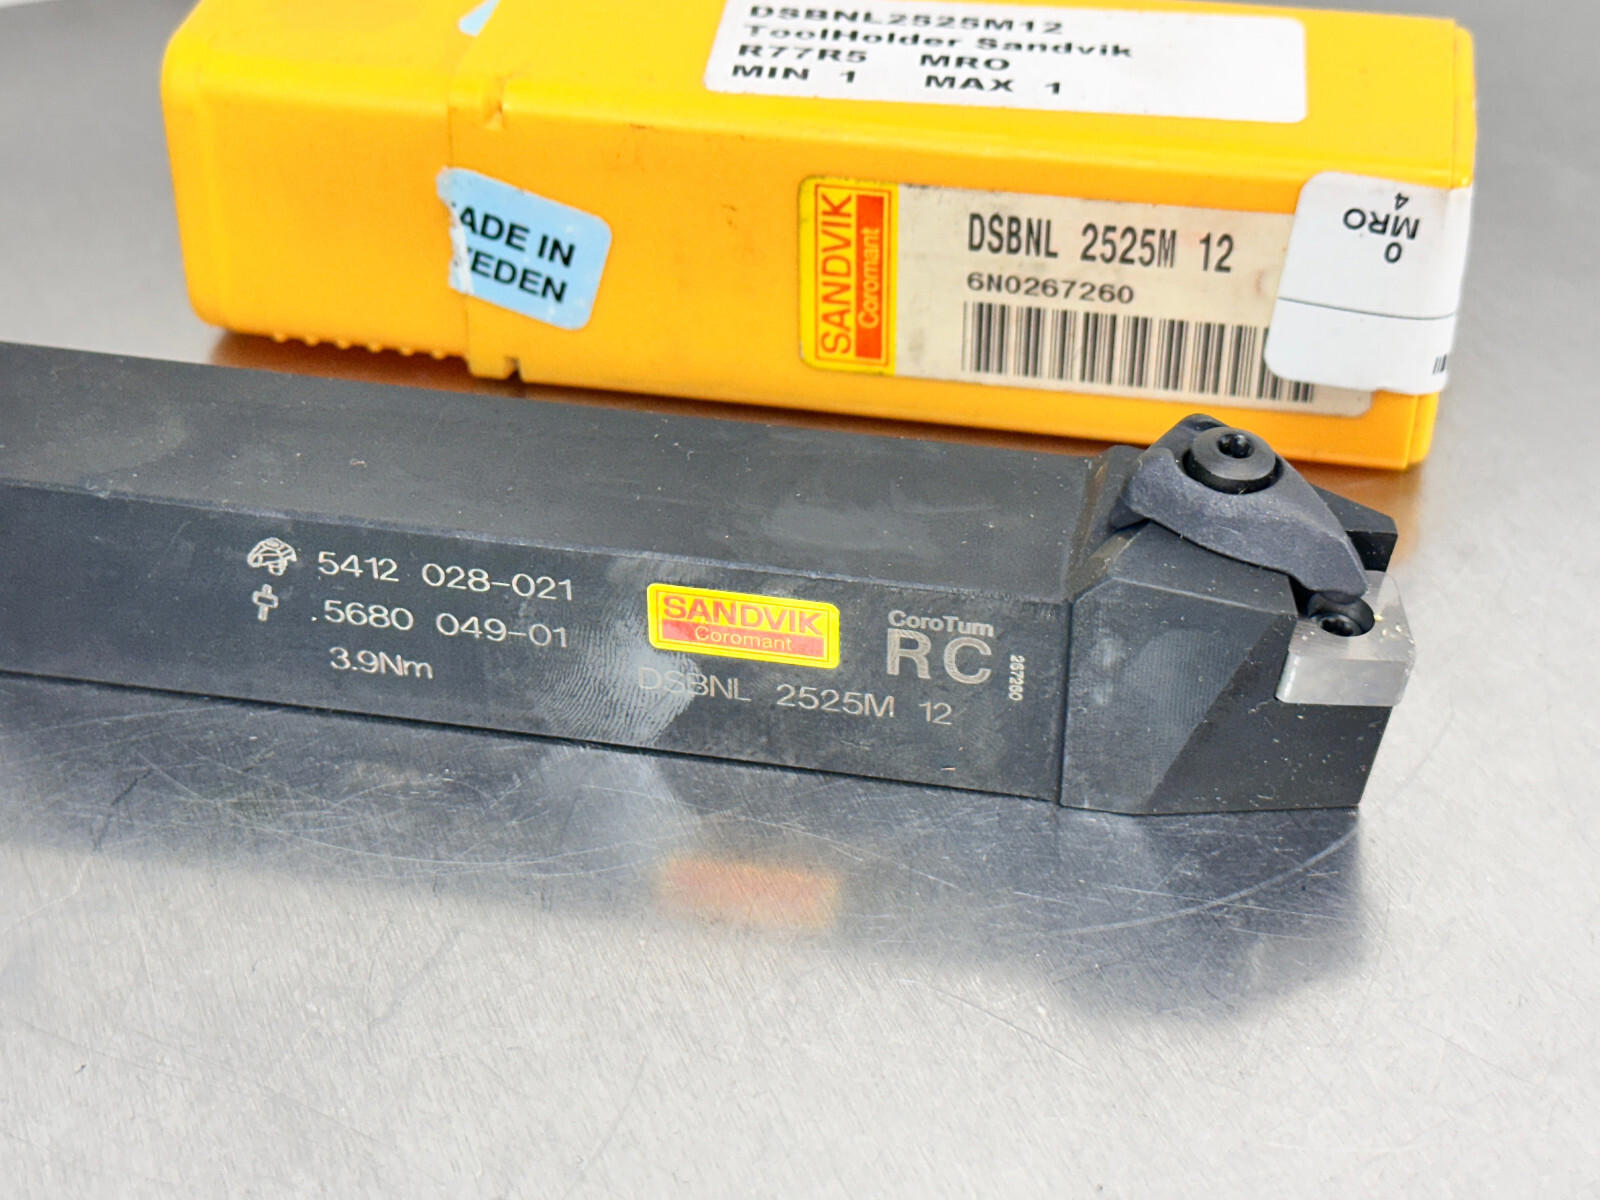 DSBNL2525M12
ToolHolder Sandvik
R77R5 MRO
MIN 1 MAX 1
ADE IN
EDEN
SANDVIK
Coromant
DSBNL 2525M 12
6N0267260
0
MRO
4
5412 028-021
5680 049-01
3.9Nm
SANDVIK
Coromant
DSBNL 2525M 12
CoroTurn
RC
267260